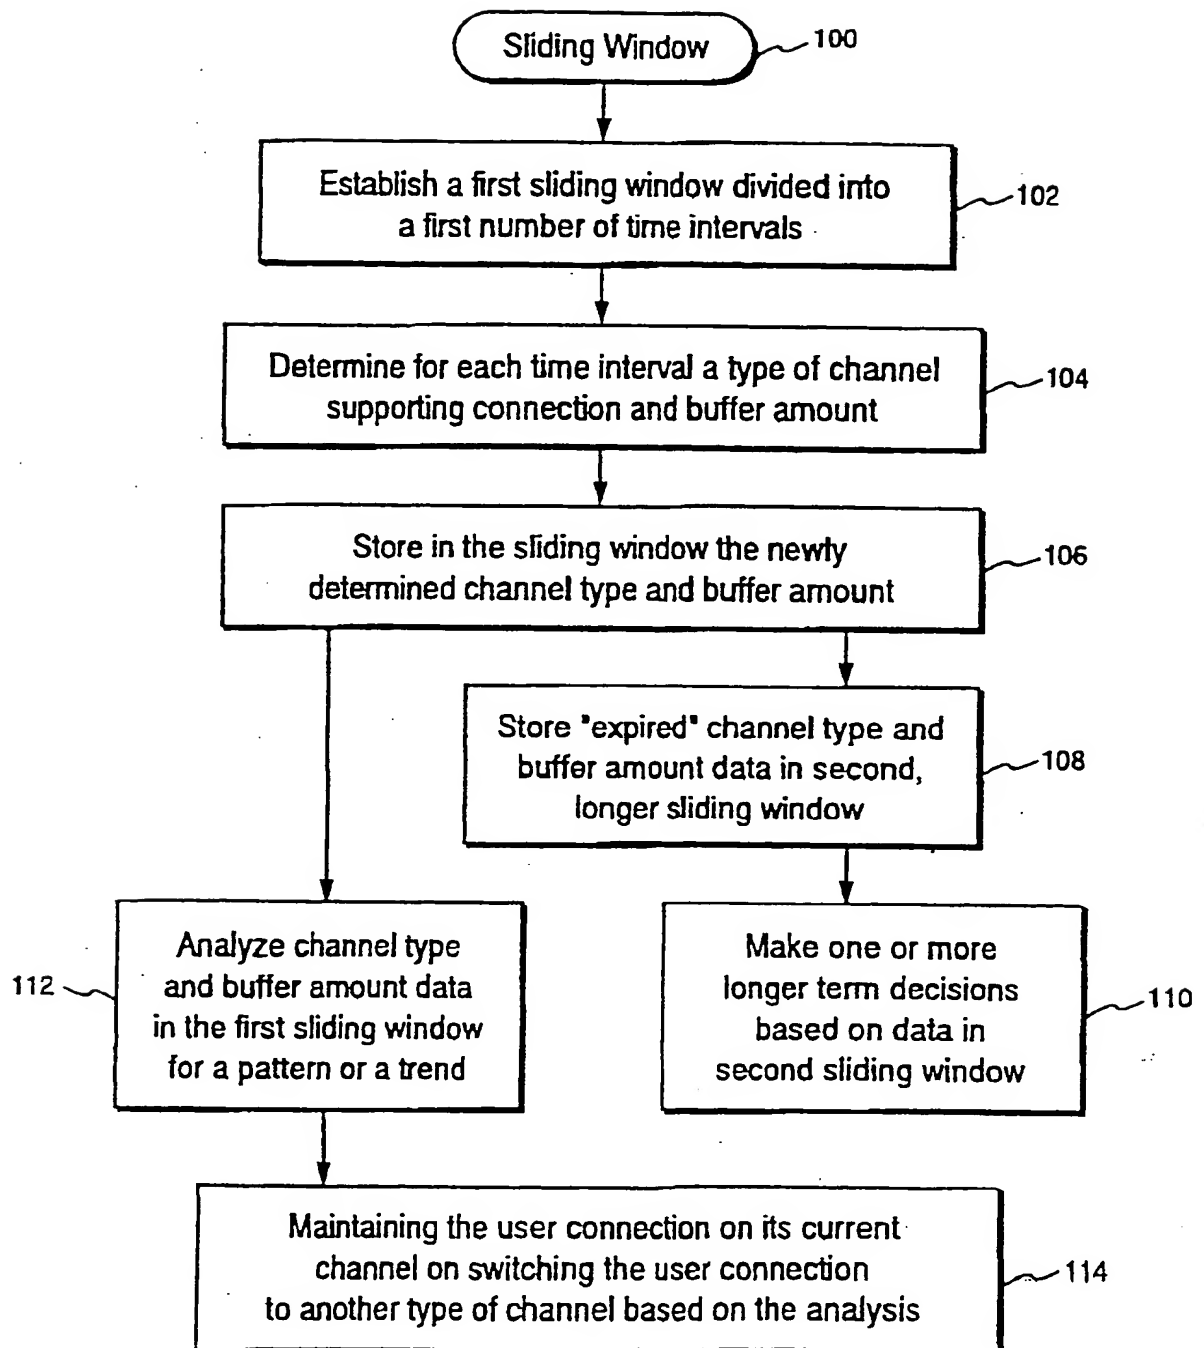 Sliding Window
100
Establish a first sliding window divided into
a first number of time intervals
102
Determine for each time interval a type of channel
supporting connection and buffer amount
104
Store in the sliding window the newly
determined channel type and buffer amount
106
Store "expired" channel type and
buffer amount data in second,
longer sliding window
108
Analyze channel type
and buffer amount data
in the first sliding window
for a pattern or a trend
112
Make one or more
longer term decisions
based on data in
second sliding window
110
Maintaining the user connection on its current
channel on switching the user connection
to another type of channel based on the analysis
114